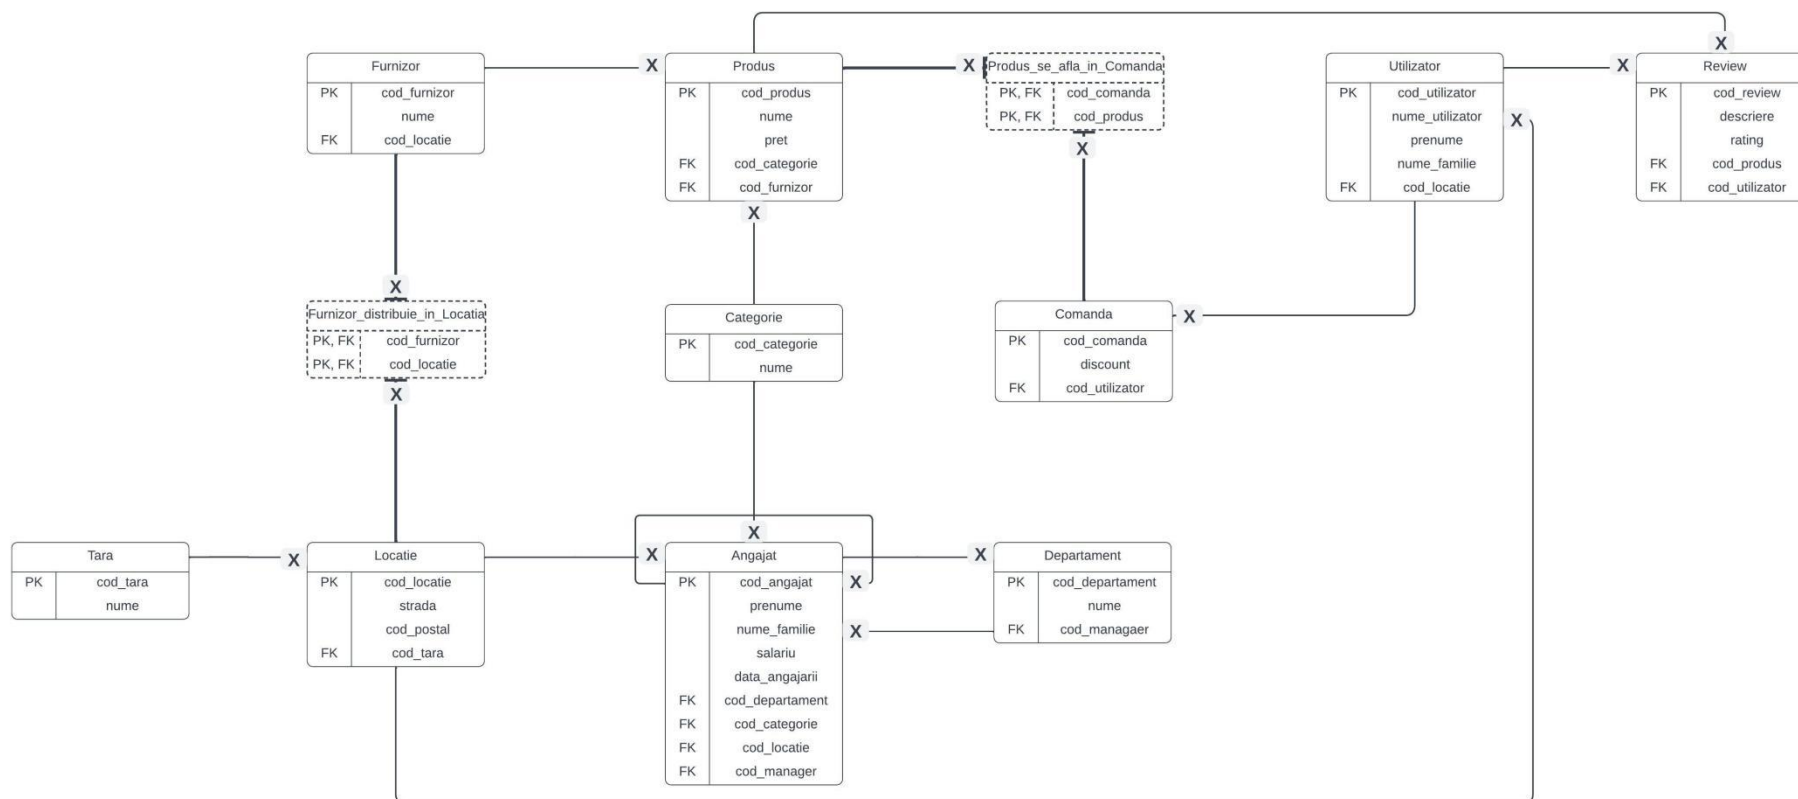 X
Furnizor
PK cod_furnizor
nume
FK cod_locatie
X
Produs
PK cod_produs
nume
pret
FK cod_categorie
FK cod_furnizor
X
X
Produs_se_afla_in_Comanda
PK, FK cod_comanda
PK, FK cod_produs
X
Utilizator
PK cod_utilizator
nume_utilizator
prenume
nume_familie
FK cod_locatie
X
X
Review
PK cod_review
descriere
rating
FK cod_produs
FK cod_utilizator
X
Furnizor_distribuie_in_Locatia
PK, FK cod_furnizor
PK, FK cod_locatie
X
Categorie
PK cod_categorie
nume
Comanda
PK cod_comanda
discount
FK cod_utilizator
X
Tara
PK cod_tara
nume
X
Locatie
PK cod_locatie
strada
cod_postal
FK cod_tara
X
X
Angajat
PK cod_angajat
prenume
nume_familie
salariu
data_angajarii
FK cod_departament
FK cod_categorie
FK cod_locatie
FK cod_manager
X
X
X
Departament
PK cod_departament
nume
FK cod_managaer